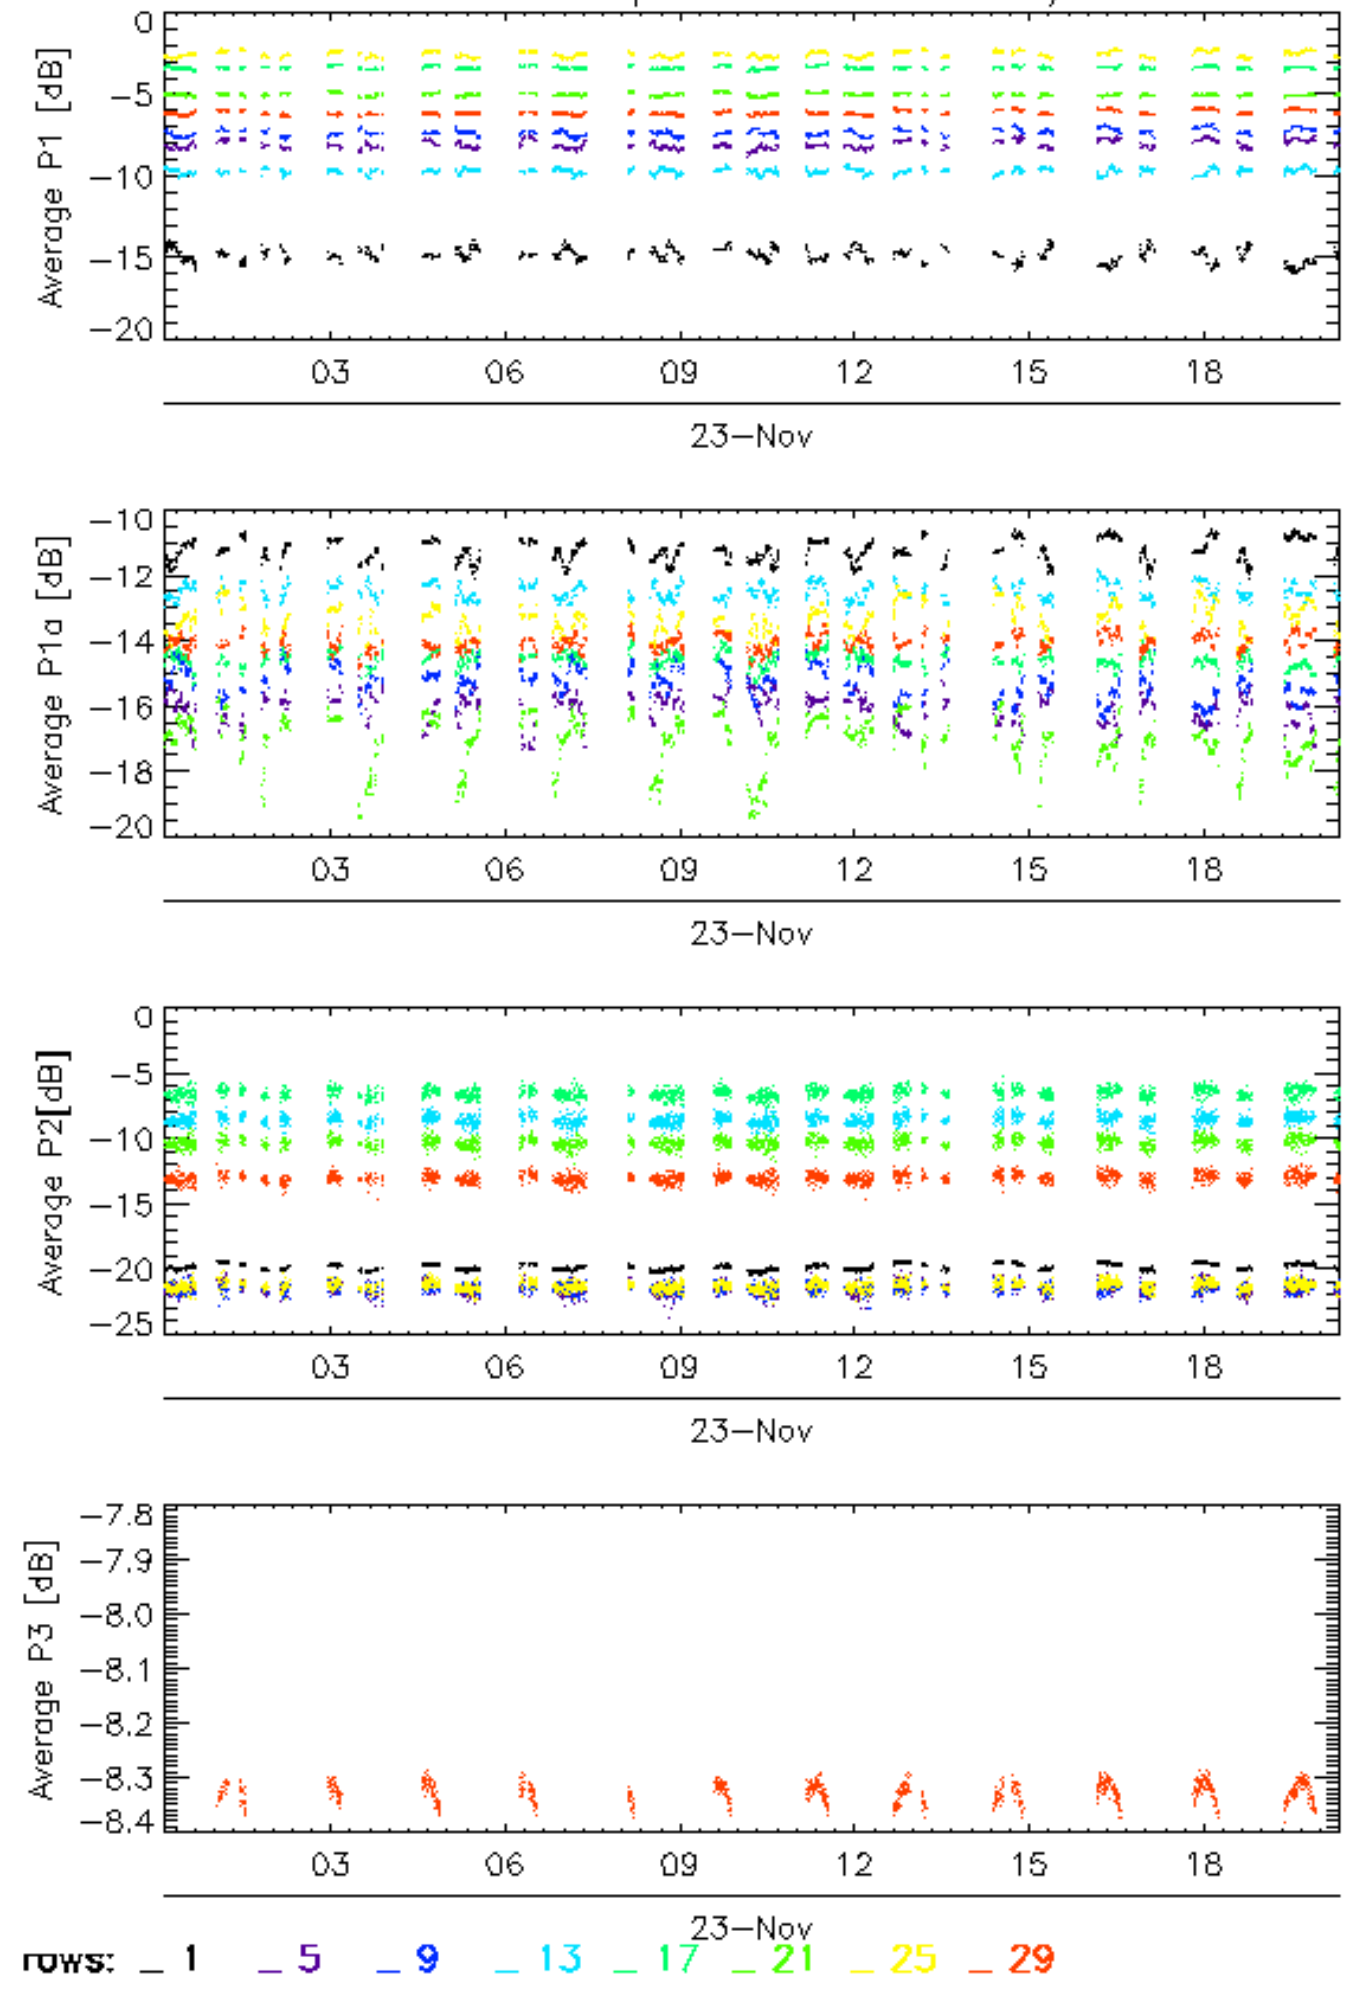 Average P1 [dB]
0
−5
−10
−15
−20
03 06 09 12 15 18
23−Nov
Average P1a [dB]
−10
−12
−14
−16
−18
−20
03 06 09 12 15 18
23−Nov
Average P2[dB]
0
−5
−10
−15
−20
−25
03 06 09 12 15 18
23−Nov
Average P3 [dB]
−7.8
−7.9
−8.0
−8.1
−8.2
−8.3
−8.4
03 06 09 12 15 18
23−Nov
rows: _ 1 _ 5 _ 9 _ 13 _ 17 _ 21 _ 25 _ 29